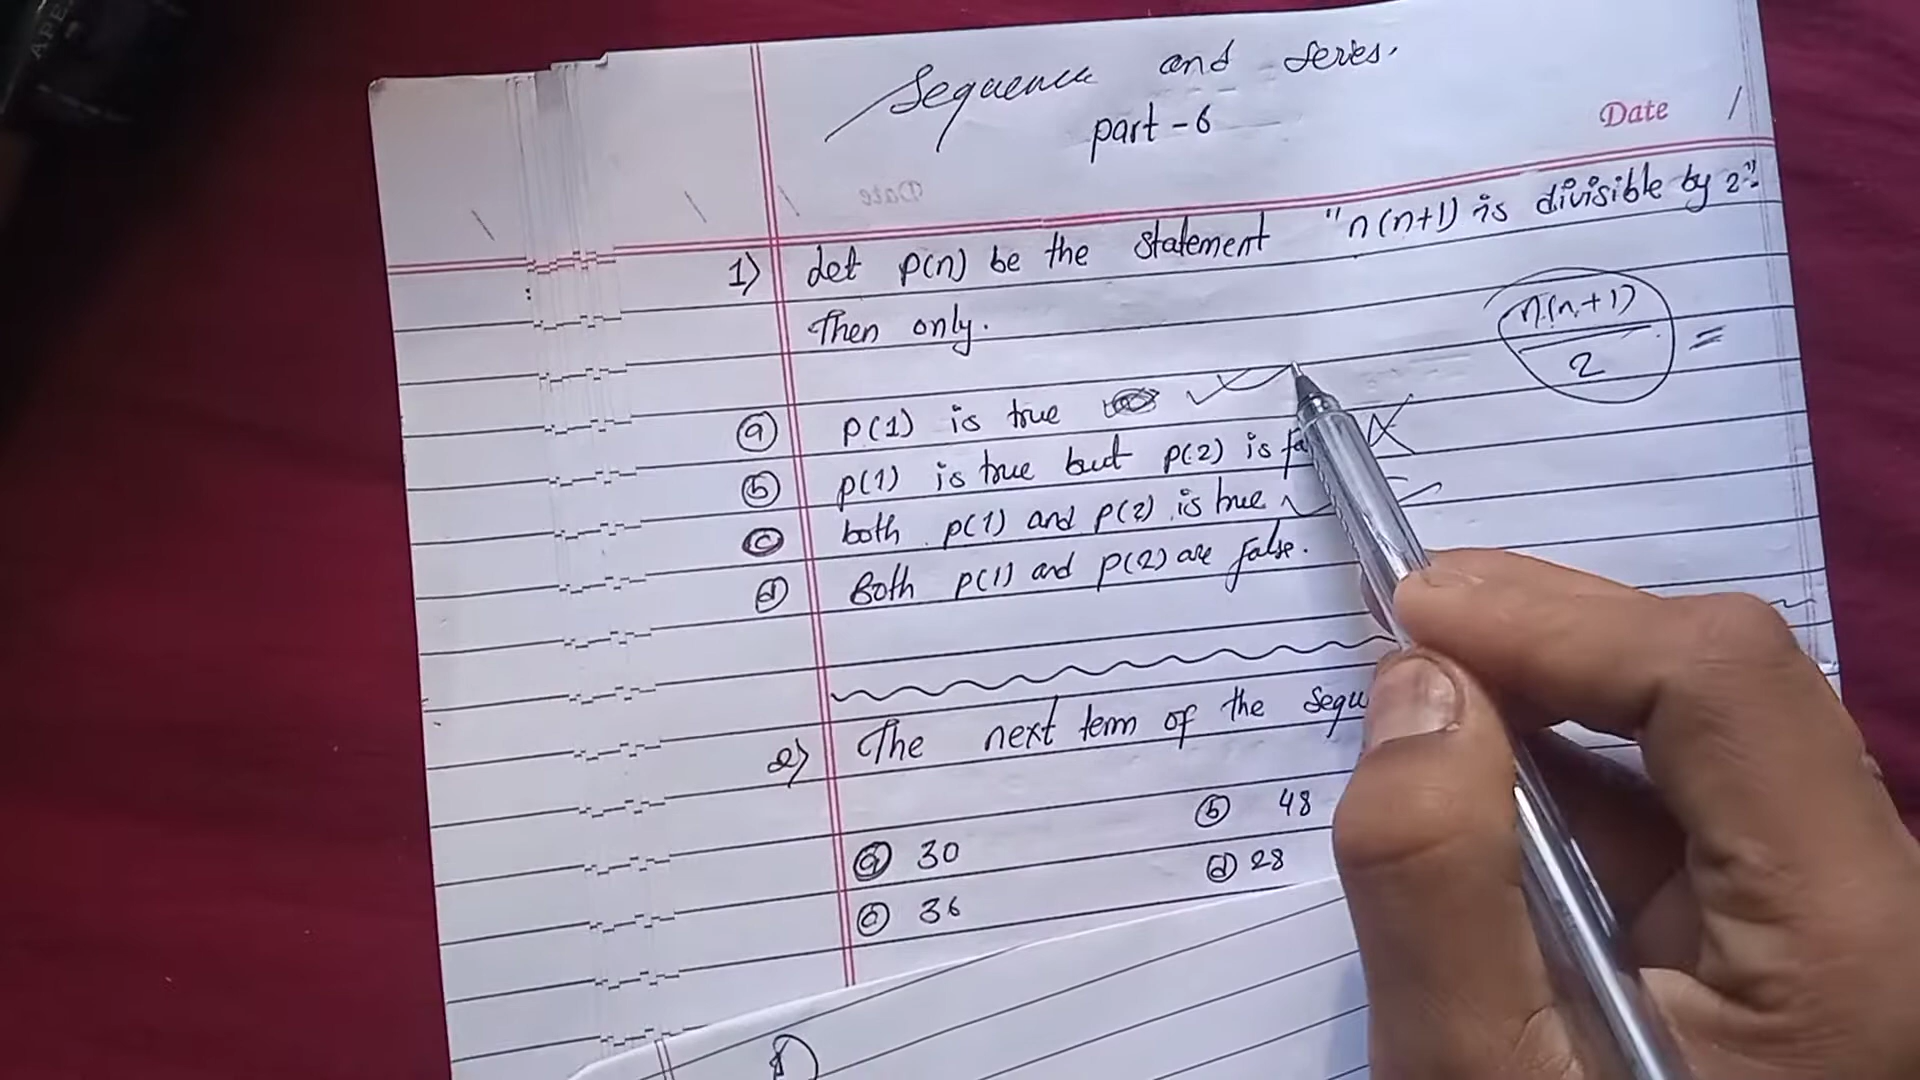 Sequence and Series.
part-6
Date /
Date
1) Let p(n) be the statement "n(n+1) is divisible by 2".
Then only.
n(n+1)
2 =
ⓐ p(1) is true
ⓑ p(1) is true but p(2) is
ⓒ both p(1) and p(2) is true
ⓓ Both p(1) and p(2) are false.
2) The next term of the
ⓐ 30 ⓑ 48
ⓒ 36 ⓓ 28